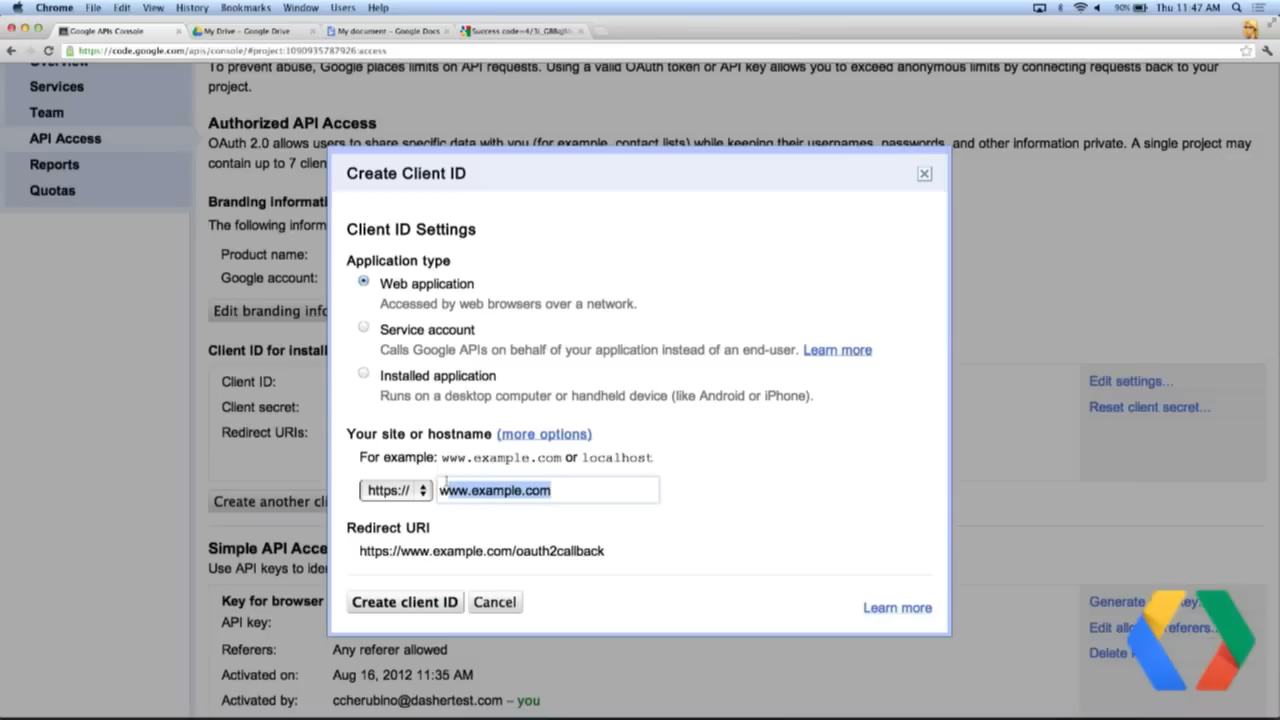 Chrome File Edit View History Bookmarks Window Users Help 90% Thu 11:47 AM
Google APIs Console My Drive - Google Drive My document - Google Docs
https://code.google.com/apis/console/#project:1090935787926:access
Overview To prevent abuse, Google places limits on API requests. Using a valid OAuth token or API key allows you to exceed anonymous limits by connecting requests back to your
project.
Services
Team
API Access
Reports
Quotas
Authorized API Access
OAuth 2.0 allows users to share specific data with you (for example, contact lists) while keeping their usernames, passwords, and other information private. A single project may
contain up to 7 clien
Branding informat
The following inform
Product name:
Google account:
Edit branding info
Client ID for install
Client ID:
Client secret:
Redirect URIs:
Edit settings...
Reset client secret...
Create another cli
Simple API Acce
Use API keys to iden
Key for browser
API key:
Referers: Any referer allowed
Activated on: Aug 16, 2012 11:35 AM
Activated by: ccherubino@dashertest.com – you
Generate key
Edit referers..
Delete
Create Client ID
Client ID Settings
Application type
Web application
Accessed by web browsers over a network.
Service account
Calls Google APIs on behalf of your application instead of an end-user. Learn more
Installed application
Runs on a desktop computer or handheld device (like Android or iPhone).
Your site or hostname (more options)
For example: www.example.com or localhost
https:// www.example.com
Redirect URI
https://www.example.com/oauth2callback
Create client ID Cancel
Learn more